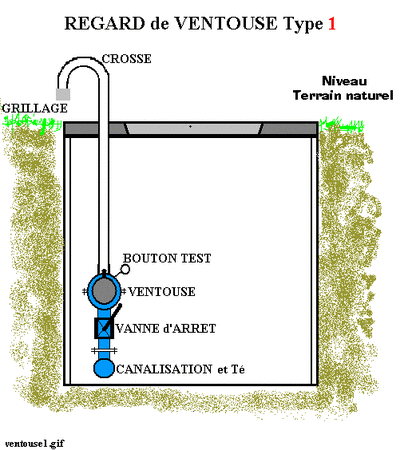 REGARD de VENTOUSE Type 1
CROSSE
Niveau
Terrain naturel
GRILLAGE
BOUTON TEST
VENTOUSE
VANNE d'ARRET
CANALISATION et Té
ventouse1.gif